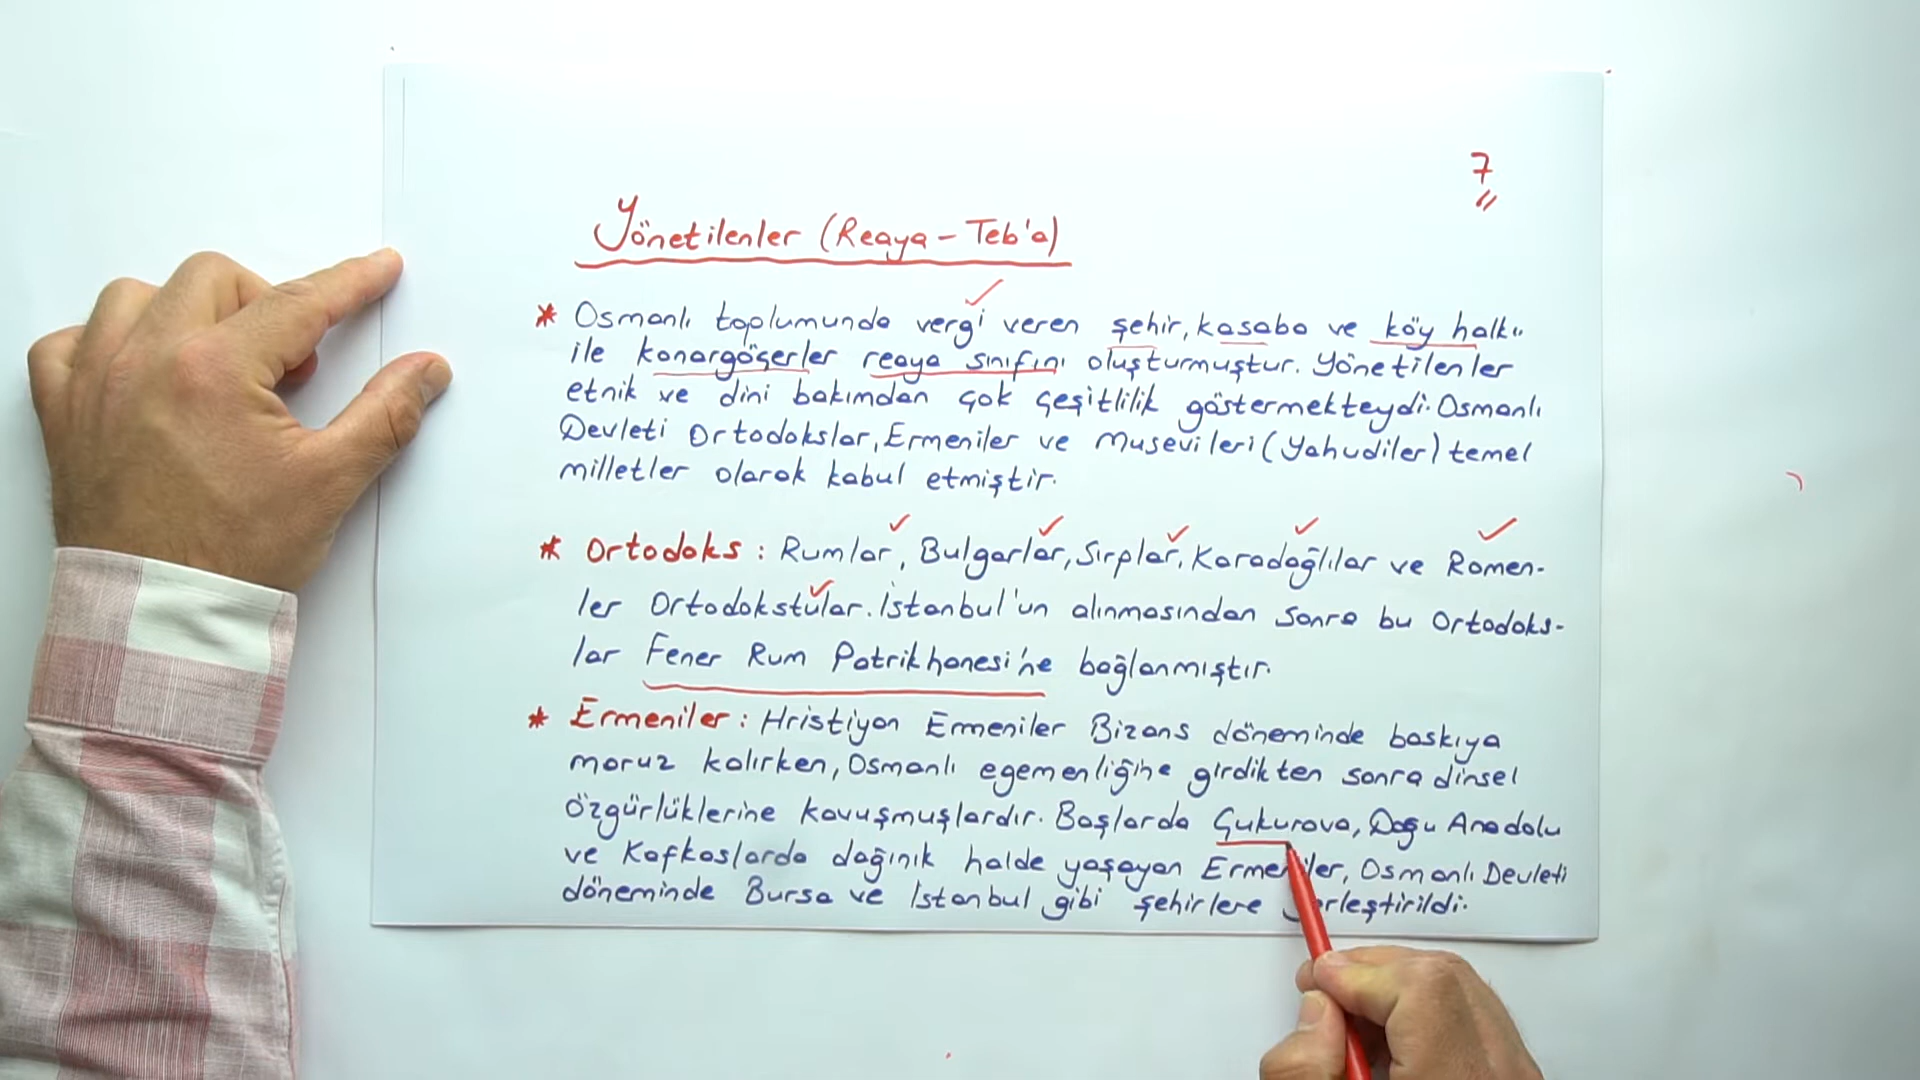 7
Yönetilenler (Reaya - Teb'a)
* Osmanlı toplumunda vergi veren şehir, kasaba ve köy halkı
ile konargöçerler reaya sınıfını oluşturmuştur. Yönetilenler
etnik ve dini bakımdan çok çeşitlilik göstermekteydi. Osmanlı
Devleti Ortodokslar, Ermeniler ve Musevileri (Yahudiler) temel
milletler olarak kabul etmiştir.
* Ortodoks : Rumlar, Bulgarlar, Sırplar, Karadağlılar ve Romen-
ler Ortodokstular. İstanbul'un alınmasından sonra bu Ortodoks-
lar Fener Rum Patrikhanesi'ne bağlanmıştır.
* Ermeniler : Hristiyan Ermeniler Bizans döneminde baskıya
maruz kalırken, Osmanlı egemenliğine girdikten sonra dinsel
özgürlüklerine kavuşmuşlardır. Başlarda Çukurova, Doğu Anadolu
ve Kafkaslarda dağınık halde yaşayan Ermeniler, Osmanlı Devleti
döneminde Bursa ve İstanbul gibi şehirlere yerleştirildi.